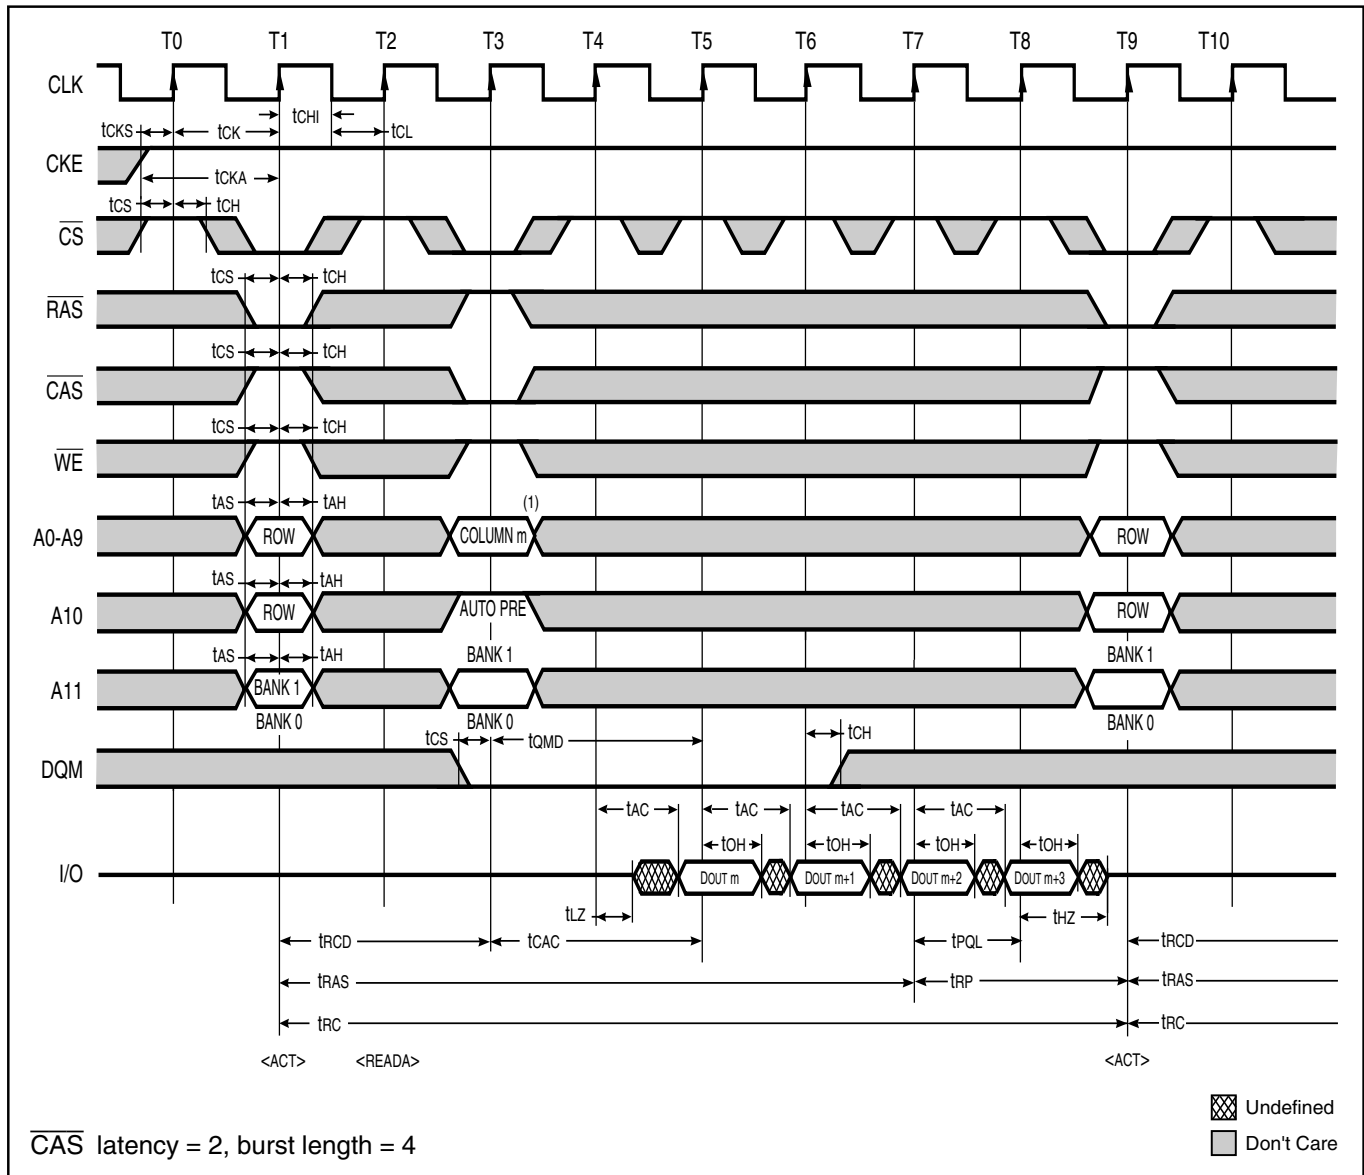 T0 T1 T2 T3 T4 T5 T6 T7 T8 T9 T10
CLK
tCHI
tCKS tCK tCL
CKE
tCKA
tCS tCH
CS
tCS tCH
RAS
tCS tCH
CAS
tCS tCH
WE
tAS tAH (1)
A0-A9 ROW COLUMN m ROW
tAS tAH
A10 ROW AUTO PRE ROW
tAS tAH BANK 1 BANK 1
A11 BANK 1
BANK 0 BANK 0 BANK 0
tCS tQMD tCH
DQM
tAC tAC tAC tAC
tOH tOH tOH tOH
I/O DOUT m DOUT m+1 DOUT m+2 DOUT m+3
tLZ tHZ
tRCD tCAC tPQL tRCD
tRAS tRP tRAS
tRC tRC
<ACT> <READA> <ACT>
Undefined
CAS latency = 2, burst length = 4 Don't Care